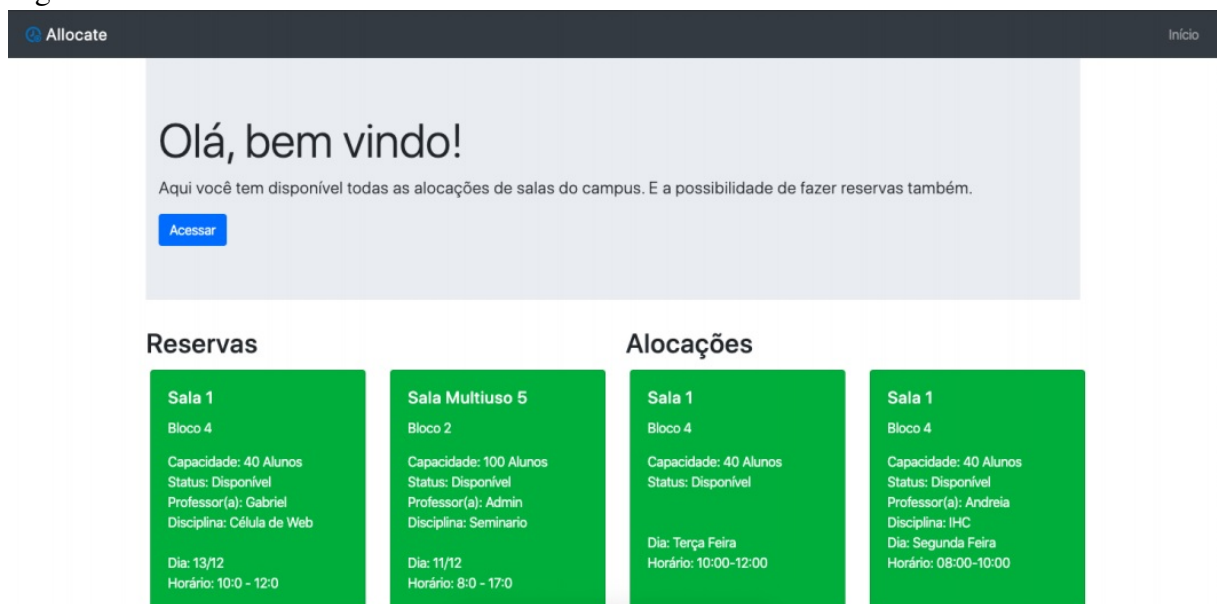 Allocate
Início
Olá, bem vindo!
Aqui você tem disponível todas as alocações de salas do campus. E a possibilidade de fazer reservas também.
Acessar
Reservas
Sala 1
Bloco 4
Capacidade: 40 Alunos
Status: Disponível
Professor(a): Gabriel
Disciplina: Célula de Web
Dia: 13/12
Horário: 10:0 - 12:0
Sala Multiuso 5
Bloco 2
Capacidade: 100 Alunos
Status: Disponível
Professor(a): Admin
Disciplina: Seminario
Dia: 11/12
Horário: 8:0 - 17:0
Alocações
Sala 1
Bloco 4
Capacidade: 40 Alunos
Status: Disponível
Dia: Terça Feira
Horário: 10:00-12:00
Sala 1
Bloco 4
Capacidade: 40 Alunos
Status: Disponível
Professor(a): Andreia
Disciplina: IHC
Dia: Segunda Feira
Horário: 08:00-10:00